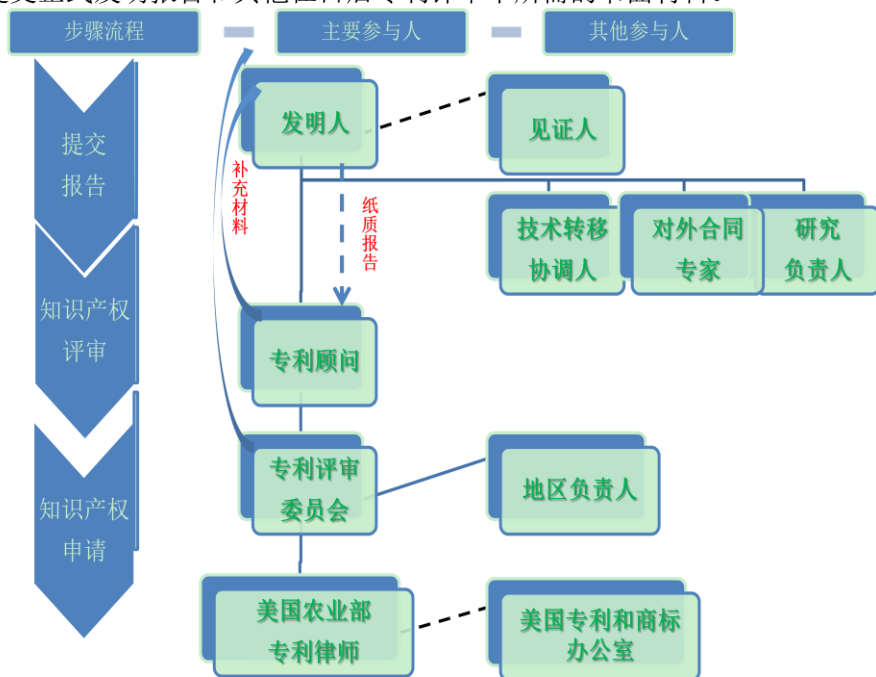 步骤流程
主要参与人
其他参与人
发明人
见证人
提交
报告
补充材料
纸质报告
技术转移
协调人
对外合同
专家
研究
负责人
知识产权
评审
专利顾问
专利评审
委员会
地区负责人
知识产权
申请
美国农业部
专利律师
美国专利和商标
办公室